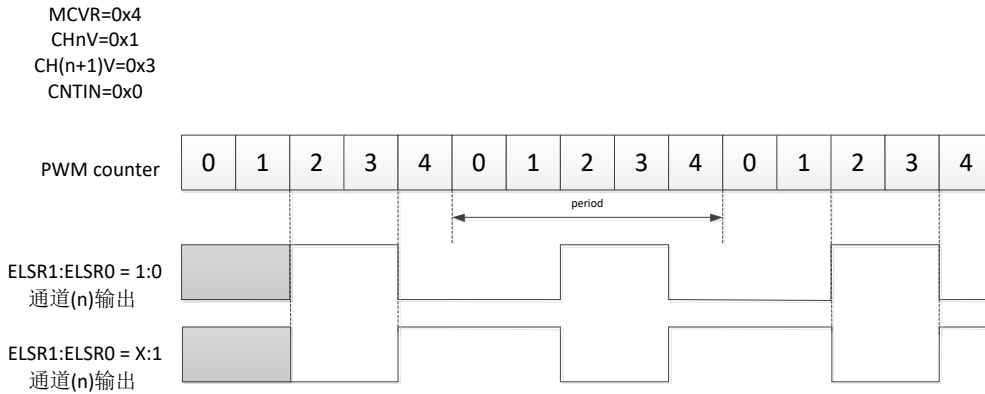 MCVR=0x4
CHnV=0x1
CH(n+1)V=0x3
CNTIN=0x0
PWM counter 0 1 2 3 4 0 1 2 3 4 0 1 2 3 4
period
ELSR1:ELSR0 = 1:0
通道(n)输出
ELSR1:ELSR0 = X:1
通道(n)输出